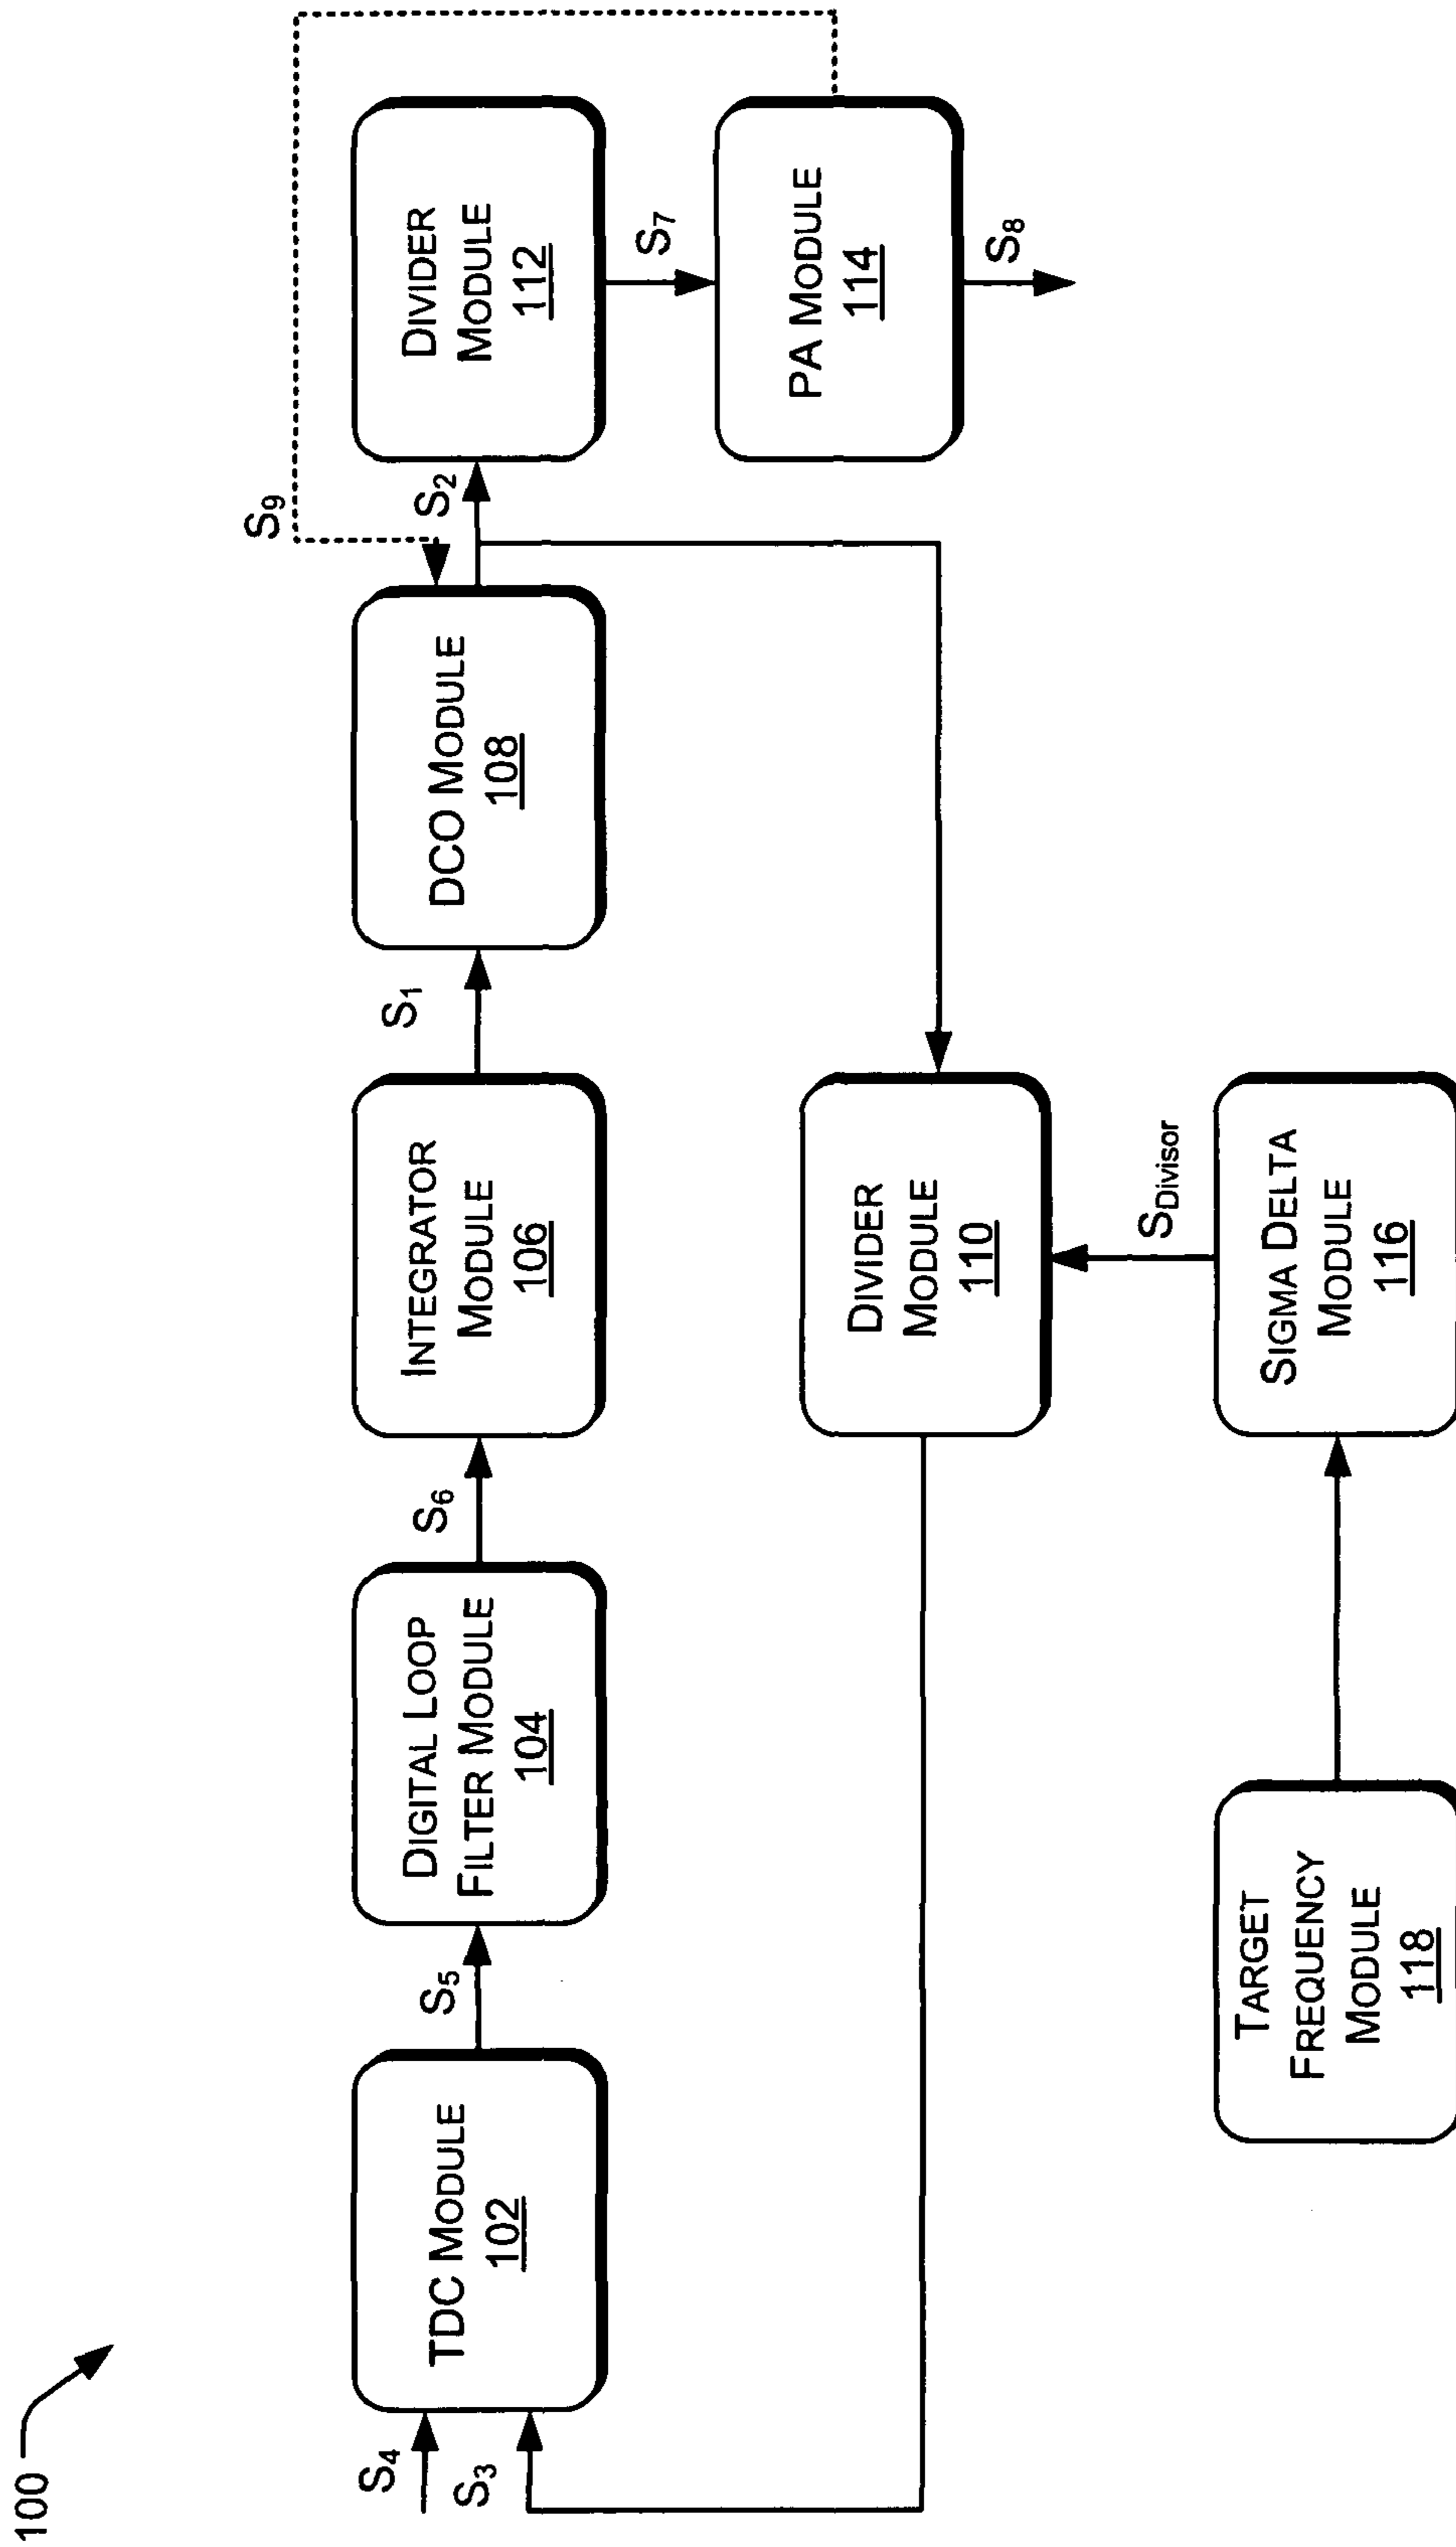 100
S4
S3
TDC MODULE
102
S5
DIGITAL LOOP
FILTER MODULE
104
S6
INTEGRATOR
MODULE
106
S1
DCO MODULE
108
S9
S2
DIVIDER
MODULE
112
S7
PA MODULE
114
S8
DIVIDER
MODULE
110
SDivisor
SIGMA DELTA
MODULE
116
TARGET
FREQUENCY
MODULE
118